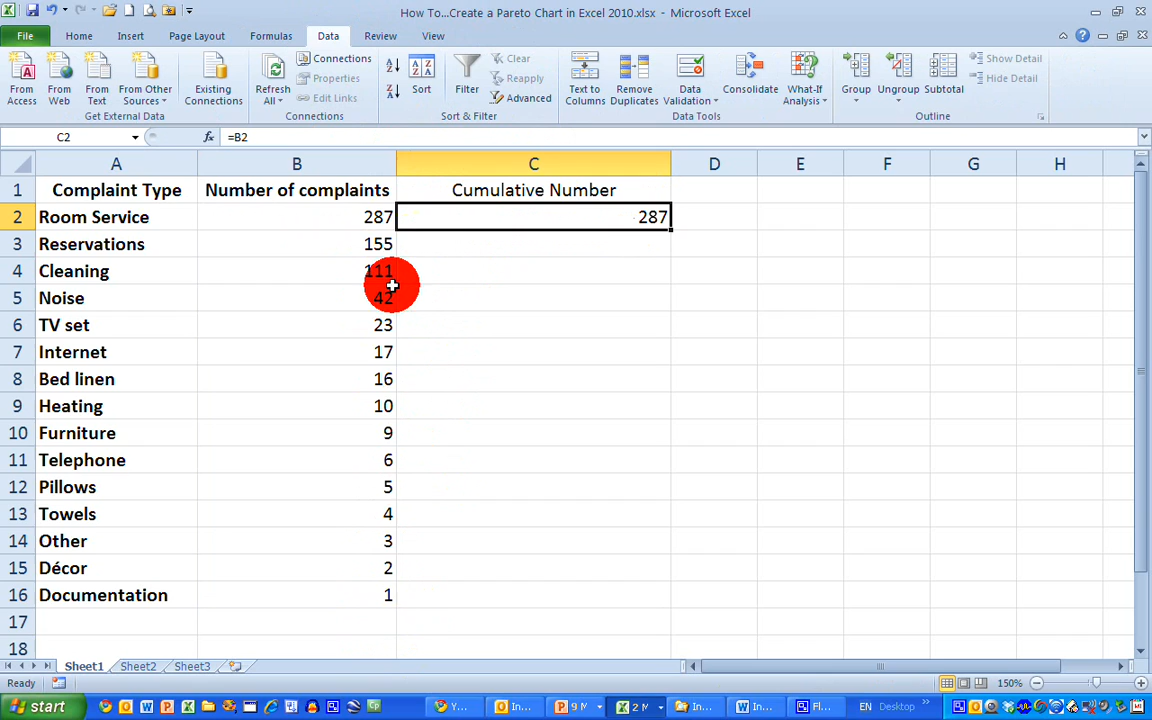 How To...Create a Pareto Chart in Excel 2010.xlsx - Microsoft Excel
File Home Insert Page Layout Formulas Data Review View
From Access
From Web
From Text
From Other Sources
Existing Connections
Refresh All
Connections
Properties
Edit Links
Sort
Filter
Clear
Reapply
Advanced
Text to Columns
Remove Duplicates
Data Validation
Consolidate
What-If Analysis
Group
Ungroup
Subtotal
Show Detail
Hide Detail
Get External Data Connections Sort & Filter Data Tools Outline
C2 fx =B2
A B C D E F G H
1 Complaint Type Number of complaints Cumulative Number
2 Room Service 287 287
3 Reservations 155
4 Cleaning 111
5 Noise 42
6 TV set 23
7 Internet 17
8 Bed linen 16
9 Heating 10
10 Furniture 9
11 Telephone 6
12 Pillows 5
13 Towels 4
14 Other 3
15 Décor 2
16 Documentation 1
17
18
Sheet1 Sheet2 Sheet3
Ready 150%
start Y... In... 9 M 2 M In... In... Fl... EN Desktop